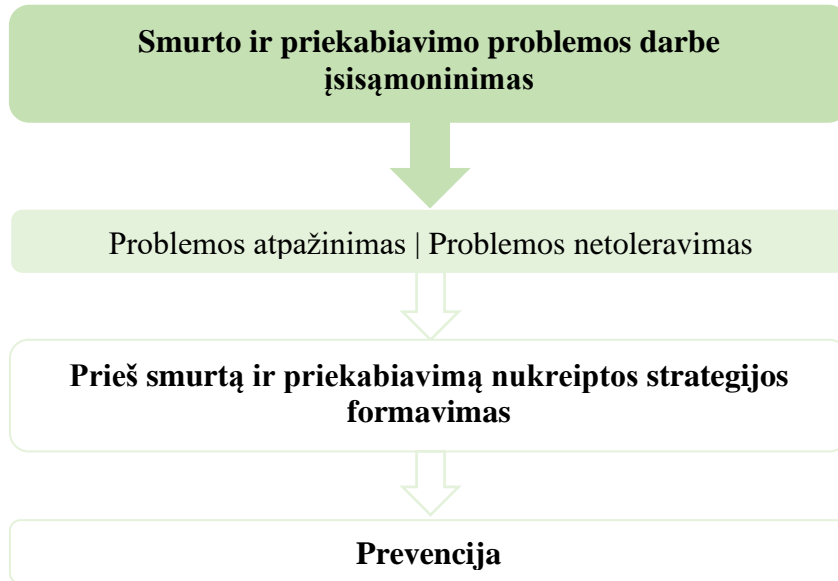 Smurto ir priekabiavimo problemos darbe
įsisąmoninimas
Problemos atpažinimas | Problemos netoleravimas
Prieš smurtą ir priekabiavimą nukreiptos strategijos
formavimas
Prevencija